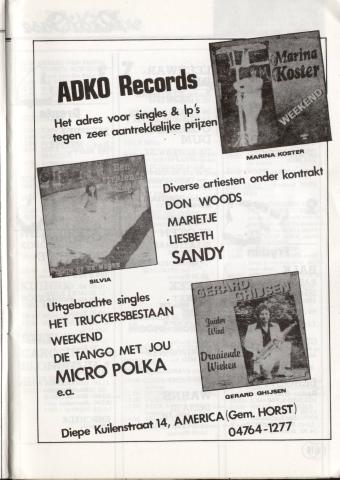 ADKO Records
Het adres voor singles & lp's
tegen zeer aantrekkelijke prijzen
Marina
Koster
WEEKEND
MARINA KOSTER
Diverse artiesten onder kontrakt
DON WOODS
MARIETJE
LIESBETH
SANDY
SILVIA
Uitgebrachte singles
HET TRUCKERSBESTAAN
WEEKEND
DIE TANGO MET JOU
MICRO POLKA
e.a.
GERARD
GHIJSEN
Zuider
Wind
Draaiende
Wieken
GERARD GHIJSEN
Diepe Kuilenstraat 14, AMERICA (Gem. HORST)
04764-1277